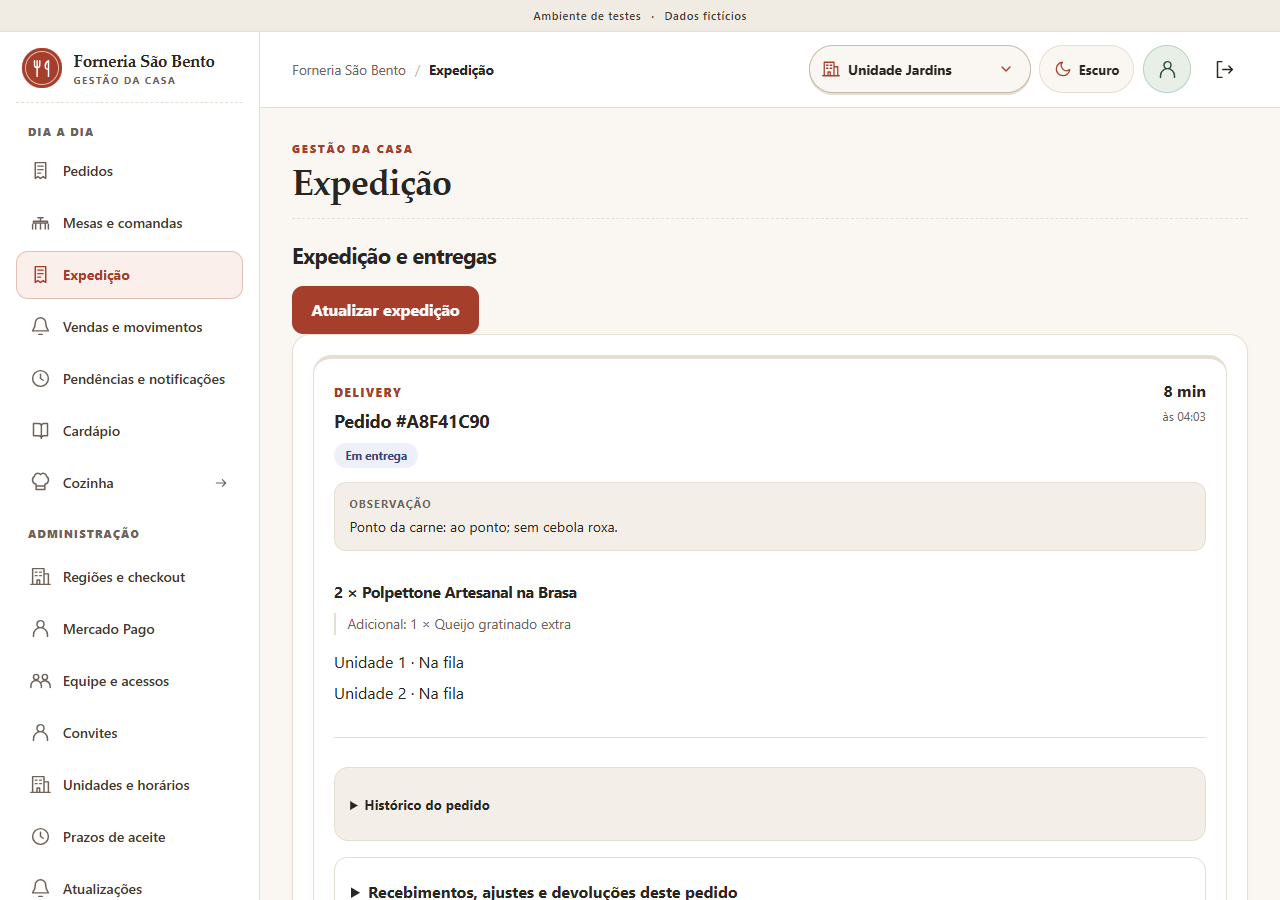 Ambiente de testes · Dados fictícios
Forneria São Bento
GESTÃO DA CASA
DIA A DIA
Pedidos
Mesas e comandas
Expedição
Vendas e movimentos
Pendências e notificações
Cardápio
Cozinha →
ADMINISTRAÇÃO
Regiões e checkout
Mercado Pago
Equipe e acessos
Convites
Unidades e horários
Prazos de aceite
Atualizações
Forneria São Bento / Expedição
Unidade Jardins
Escuro
GESTÃO DA CASA
Expedição
Expedição e entregas
Atualizar expedição
DELIVERY
8 min
Pedido #A8F41C90
às 04:03
Em entrega
OBSERVAÇÃO
Ponto da carne: ao ponto; sem cebola roxa.
2 × Polpettone Artesanal na Brasa
Adicional: 1 × Queijo gratinado extra
Unidade 1 · Na fila
Unidade 2 · Na fila
Histórico do pedido
Recebimentos, ajustes e devoluções deste pedido